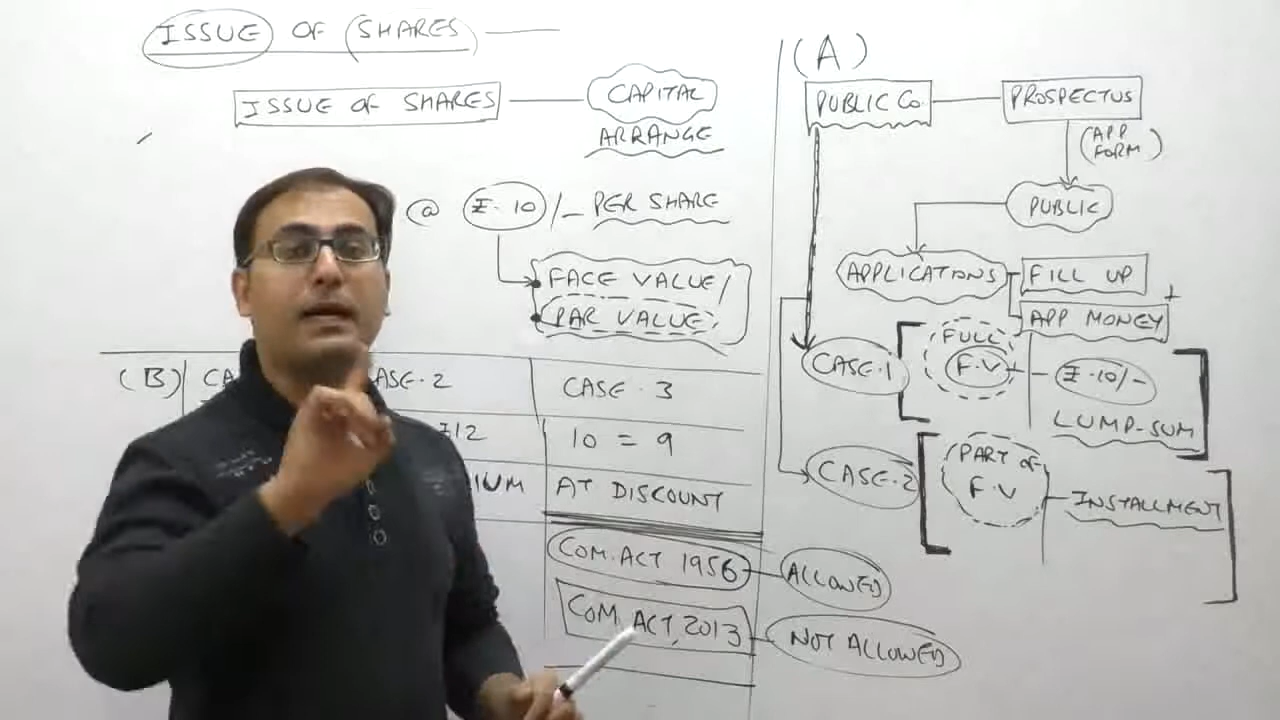 ISSUE OF (SHARES)
ISSUE OF SHARES
CAPITAL
ARRANGE
@ ₹.10/- PER SHARE
FACE VALUE/
PAR VALUE
(B)
CASE.3
10 = 9
AT DISCOUNT
COM. ACT 1956 ALLOWED
COM. ACT, 2013 NOT ALLOWED
(A)
PUBLIC Co. PROSPECTUS
(APP
FORM)
PUBLIC
APPLICATIONS FILL UP
+
APP MONEY
CASE.1 FULL
F.V ₹.10/-
LUMP-SUM
CASE.2 PART OF
F.V INSTALLMENT